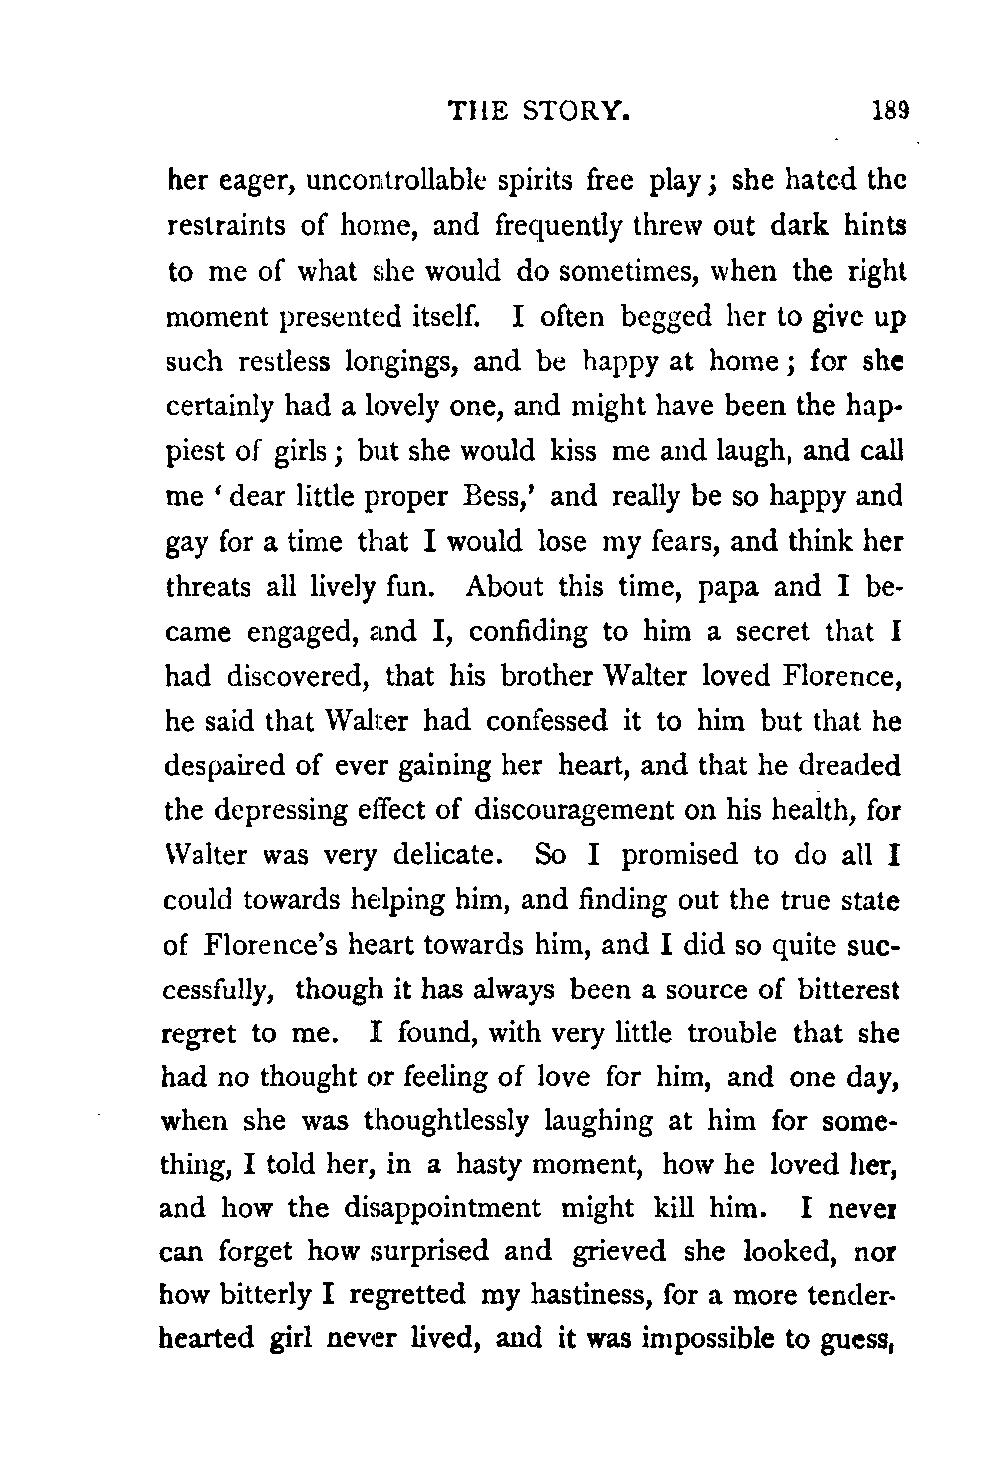 THE STORY. 189
her eager, uncontrollable spirits free play; she hated the
restraints of home, and frequently threw out dark hints
to me of what she would do sometimes, when the right
moment presented itself. I often begged her to give up
such restless longings, and be happy at home; for she
certainly had a lovely one, and might have been the hap-
piest of girls; but she would kiss me and laugh, and call
me ‘dear little proper Bess,’ and really be so happy and
gay for a time that I would lose my fears, and think her
threats all lively fun. About this time, papa and I be-
came engaged, and I, confiding to him a secret that I
had discovered, that his brother Walter loved Florence,
he said that Walter had confessed it to him but that he
despaired of ever gaining her heart, and that he dreaded
the depressing effect of discouragement on his health, for
Walter was very delicate. So I promised to do all I
could towards helping him, and finding out the true state
of Florence’s heart towards him, and I did so quite suc-
cessfully, though it has always been a source of bitterest
regret to me. I found, with very little trouble that she
had no thought or feeling of love for him, and one day,
when she was thoughtlessly laughing at him for some-
thing, I told her, in a hasty moment, how he loved her,
and how the disappointment might kill him. I never
can forget how surprised and grieved she looked, nor
how bitterly I regretted my hastiness, for a more tender-
hearted girl never lived, and it was impossible to guess,